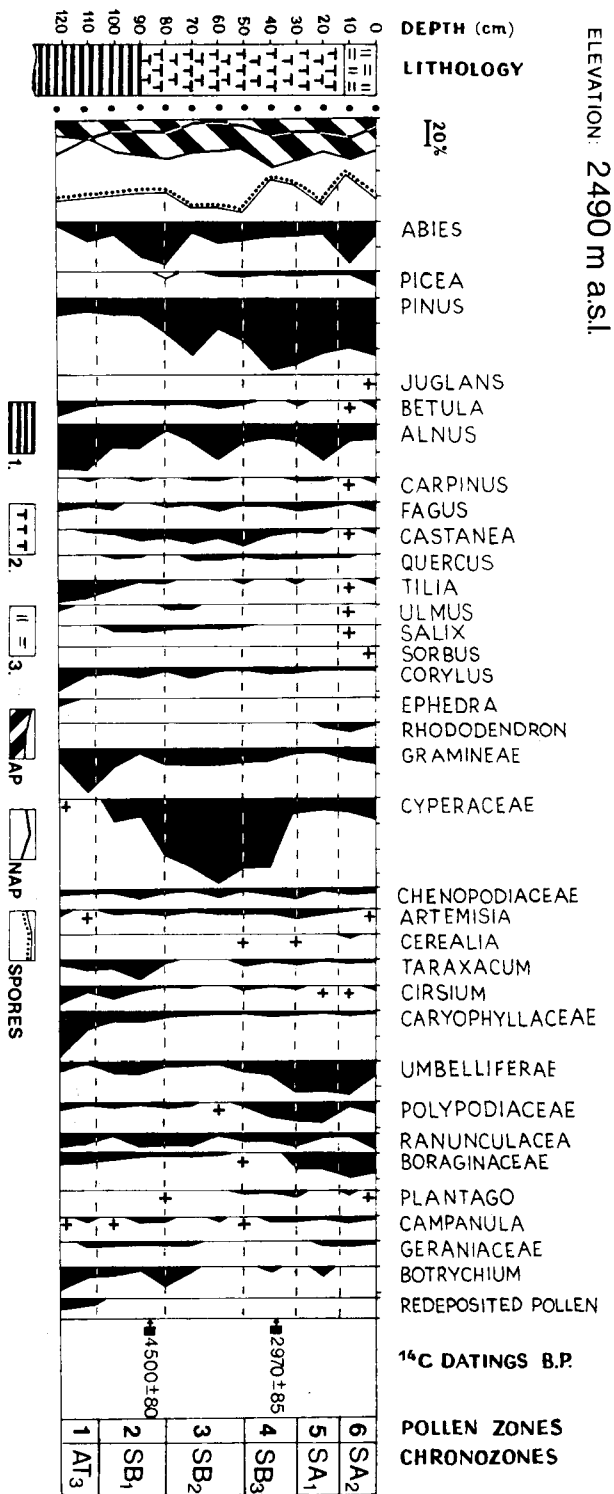 ELEVATION: 2490 m a.s.l.
DEPTH (cm)
0
10
20
30
40
50
60
70
80
90
100
110
120
LITHOLOGY
20%
ABIES
PICEA
PINUS
JUGLANS
BETULA
ALNUS
CARPINUS
FAGUS
CASTANEA
QUERCUS
TILIA
ULMUS
SALIX
SORBUS
CORYLUS
EPHEDRA
RHODODENDRON
GRAMINEAE
CYPERACEAE
CHENOPODIACEAE
ARTEMISIA
CEREALIA
TARAXACUM
CIRSIUM
CARYOPHYLLACEAE
UMBELLIFERAE
POLYPODIACEAE
RANUNCULACEA
BORAGINACEAE
PLANTAGO
CAMPANULA
GERANIACEAE
BOTRYCHIUM
REDEPOSITED POLLEN
¹⁴C DATINGS B.P.
2970±85
4500±80
POLLEN ZONES
6 5 4 3 2 1
CHRONOZONES
SA₂ SA₁ SB₃ SB₂ SB₁ AT₃
1.
2.
3.
AP
NAP
SPORES